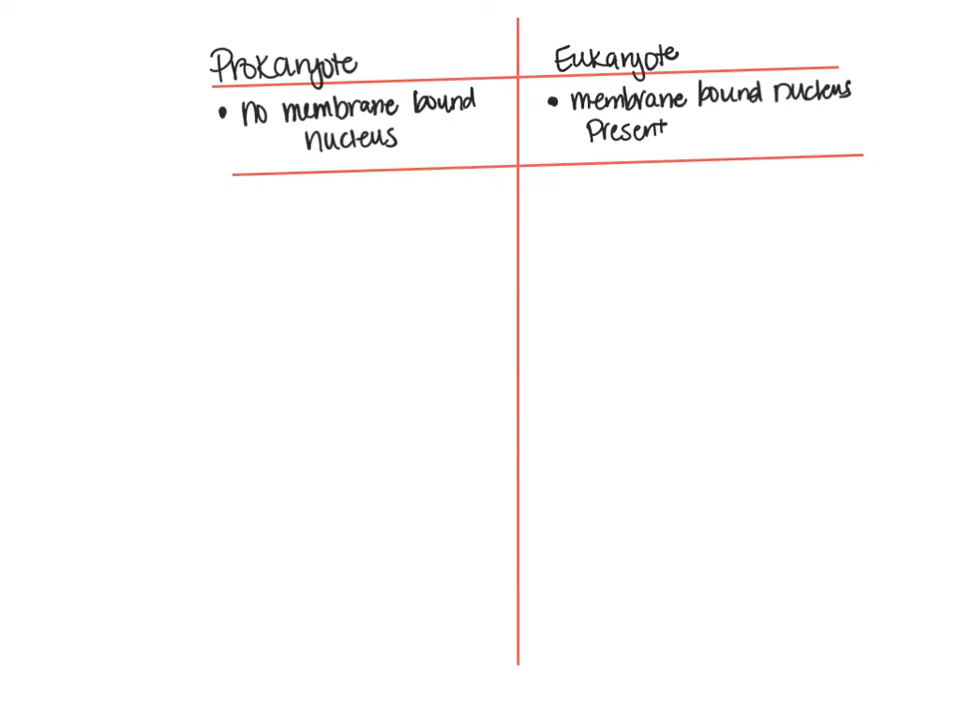 Prokaryote
• no membrane bound
nucleus
Eukaryote
• membrane bound nucleus
Present